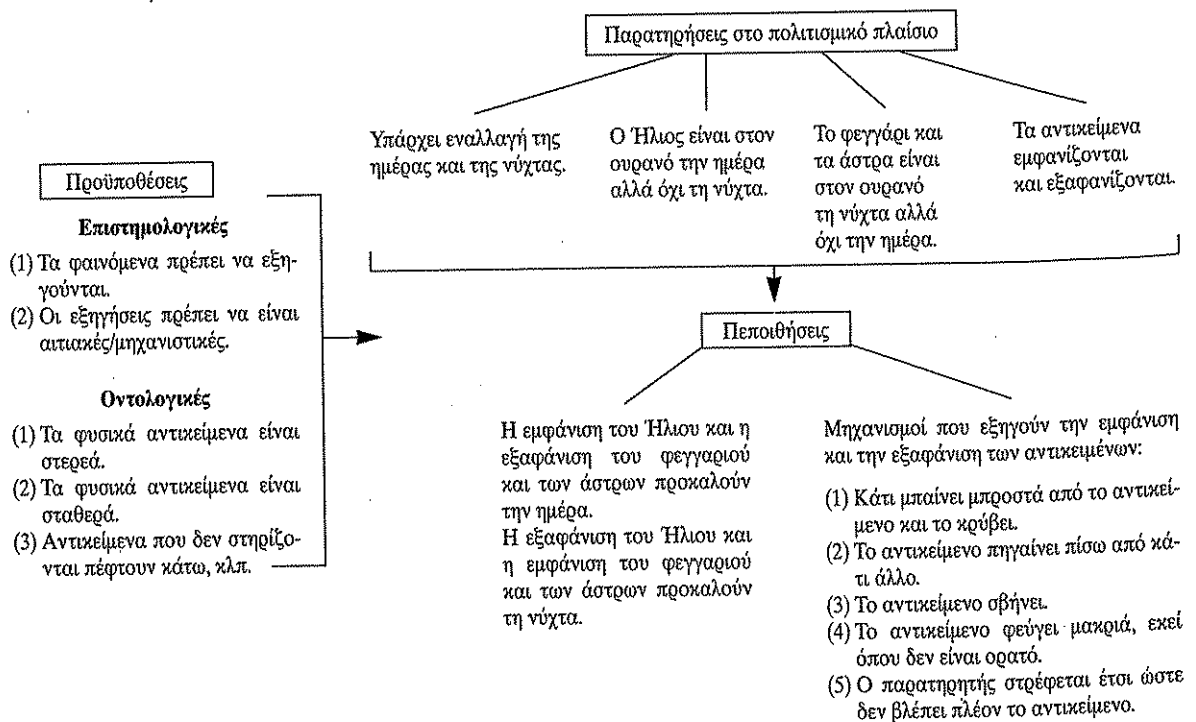 Παρατηρήσεις στο πολιτισμικό πλαίσιο
Υπάρχει εναλλαγή της
ημέρας και της νύχτας.
Ο Ήλιος είναι στον
ουρανό την ημέρα
αλλά όχι τη νύχτα.
Το φεγγάρι και
τα άστρα είναι
στον ουρανό
τη νύχτα αλλά
όχι την ημέρα.
Τα αντικείμενα
εμφανίζονται
και εξαφανίζονται.
Προϋποθέσεις
Επιστημολογικές
(1) Τα φαινόμενα πρέπει να εξη-
γούνται.
(2) Οι εξηγήσεις πρέπει να είναι
αιτιακές/μηχανιστικές.
Οντολογικές
(1) Τα φυσικά αντικείμενα είναι
στερεά.
(2) Τα φυσικά αντικείμενα είναι
σταθερά.
(3) Αντικείμενα που δεν στηρίζο-
νται πέφτουν κάτω, κλπ.
Πεποιθήσεις
Η εμφάνιση του Ήλιου και η
εξαφάνιση του φεγγαριού
και των άστρων προκαλούν
την ημέρα.
Η εξαφάνιση του Ήλιου και
η εμφάνιση του φεγγαριού
και των άστρων προκαλούν
τη νύχτα.
Μηχανισμοί που εξηγούν την εμφάνιση
και την εξαφάνιση των αντικειμένων:
(1) Κάτι μπαίνει μπροστά από το αντικεί-
μενο και το κρύβει.
(2) Το αντικείμενο πηγαίνει πίσω από κά-
τι άλλο.
(3) Το αντικείμενο σβήνει.
(4) Το αντικείμενο φεύγει μακριά, εκεί
όπου δεν είναι ορατό.
(5) Ο παρατηρητής στρέφεται έτσι ώστε
δεν βλέπει πλέον το αντικείμενο.